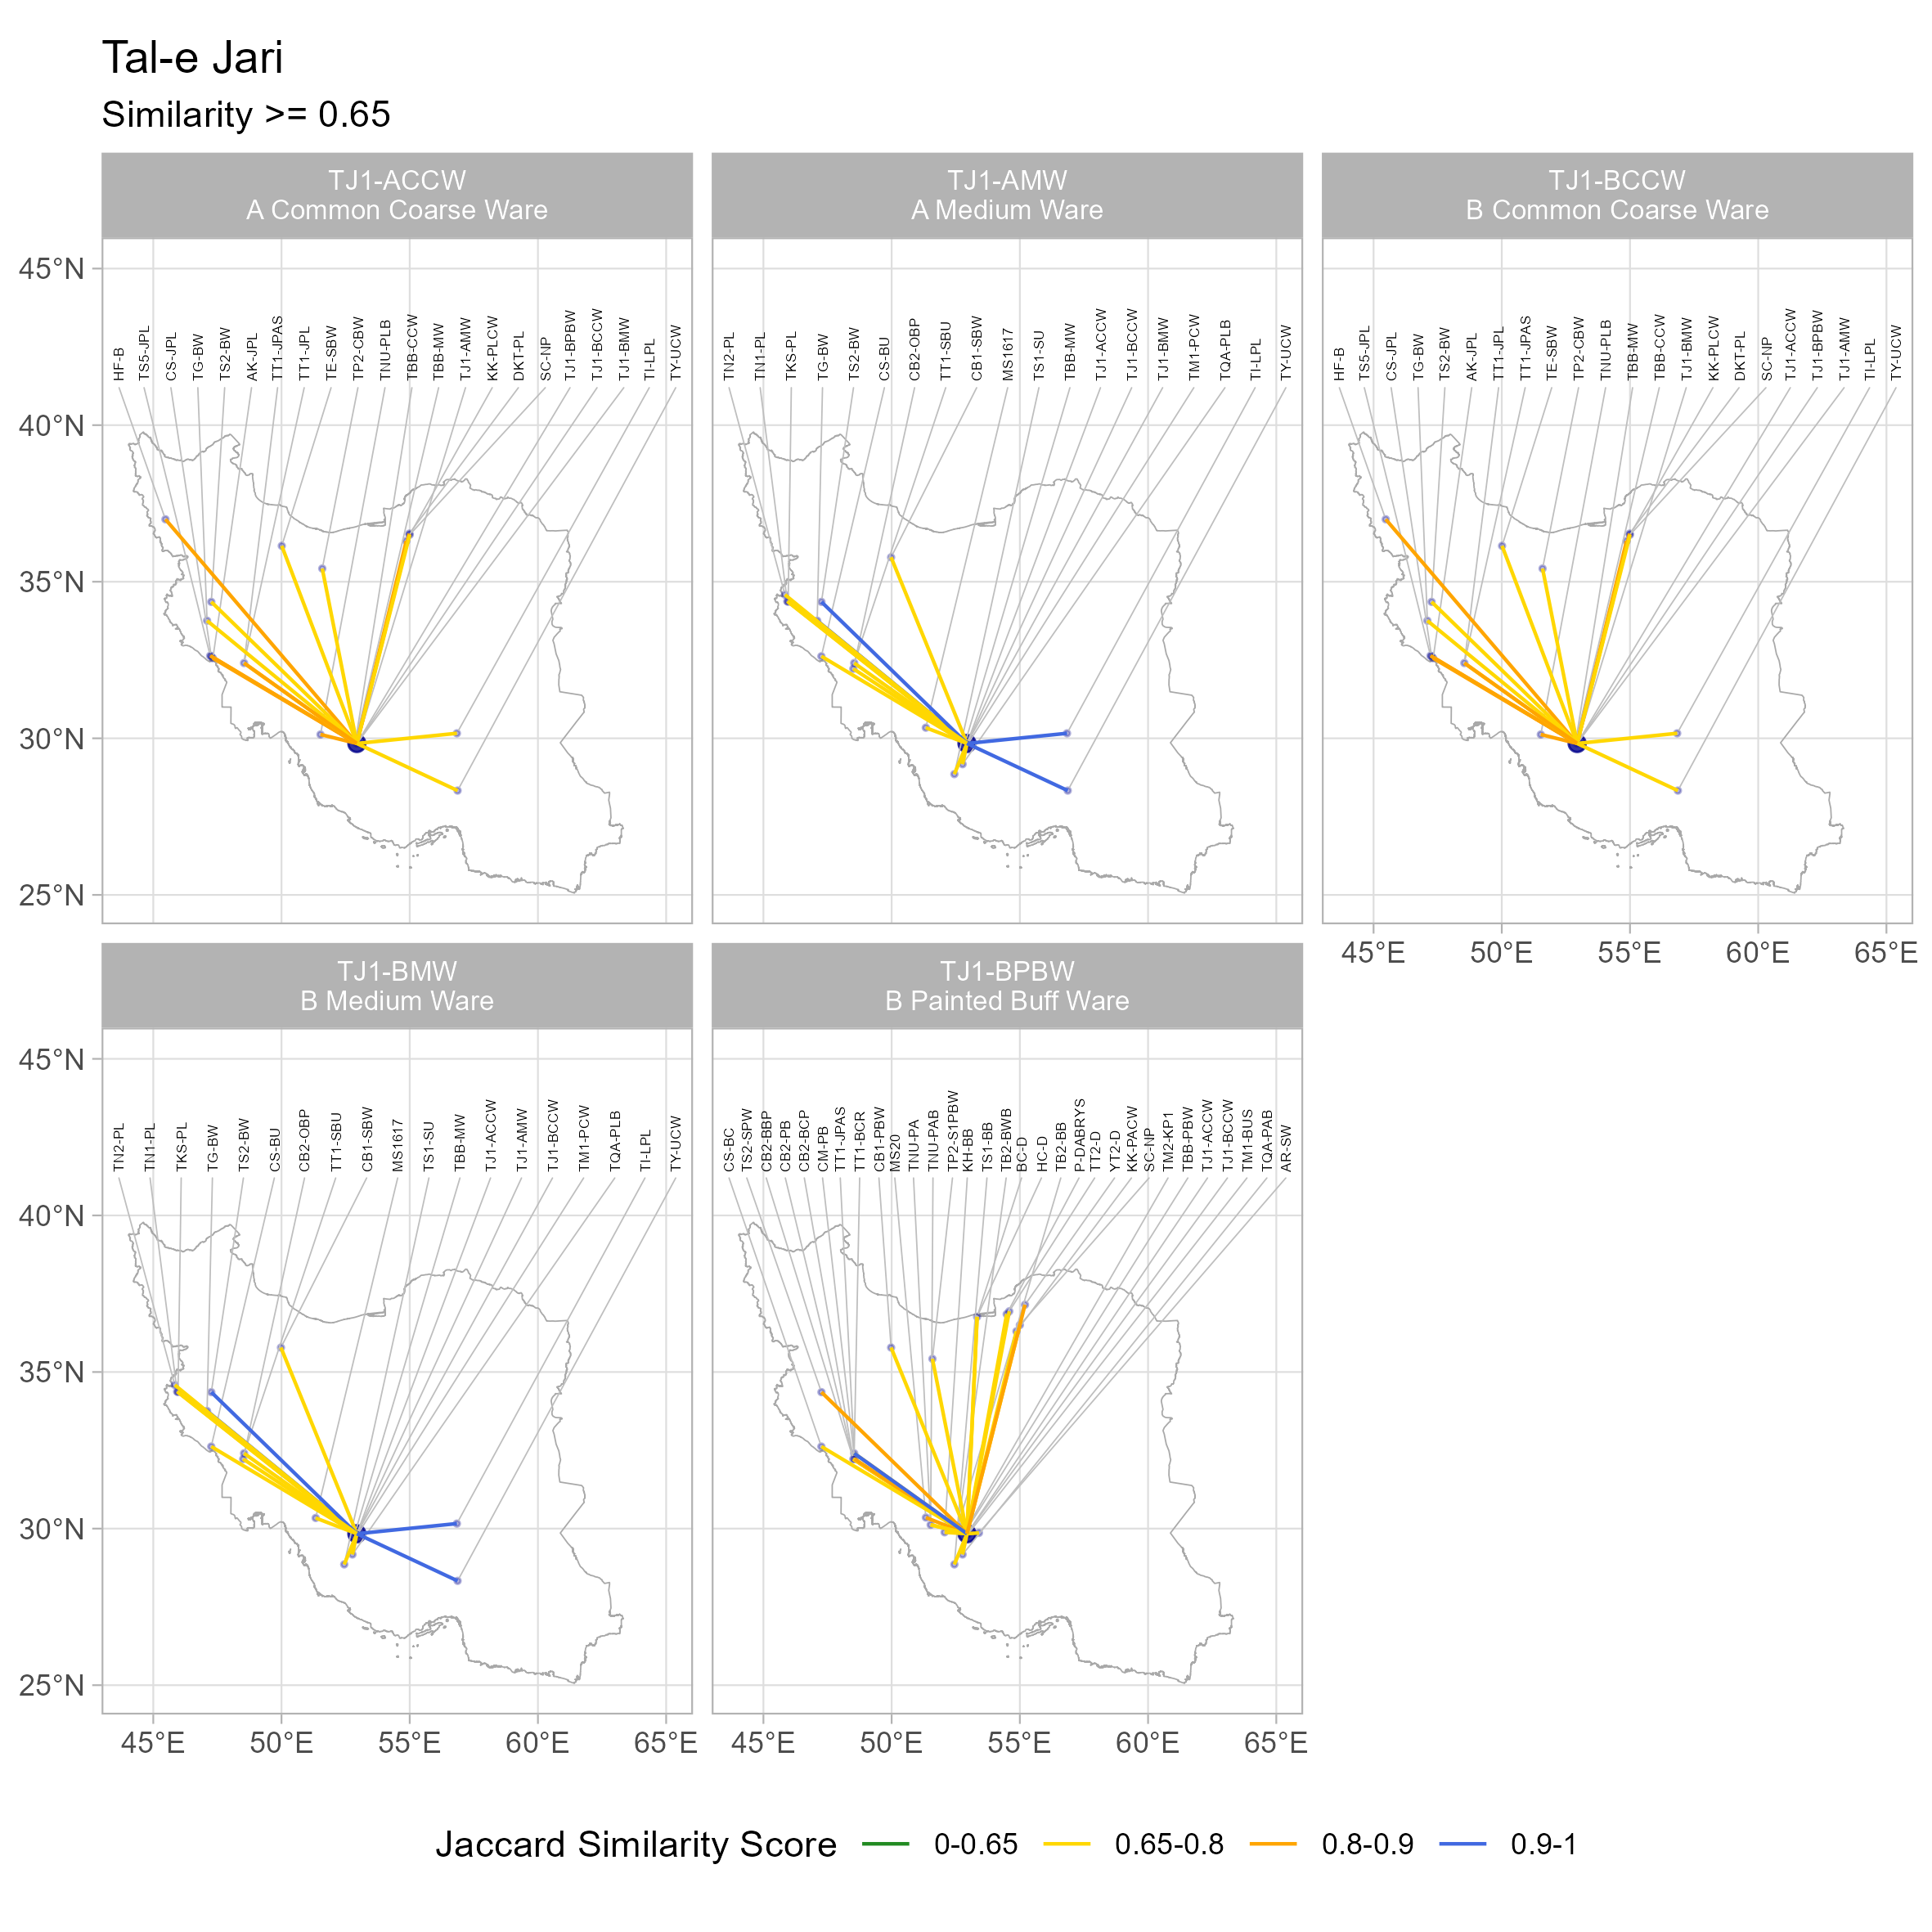 Tal-e Jari
Similarity >= 0.65
TJ1-ACCW
A Common Coarse Ware
TJ1-AMW
A Medium Ware
TJ1-BCCW
B Common Coarse Ware
45°N
40°N
35°N
30°N
25°N
HF-B
TS5-JPL
CS-JPL
TG-BW
TS2-BW
AK-JPL
TT1-JPAS
TT1-JPL
TE-SBW
TP2-CBW
TNU-PLB
TBB-CCW
TBB-MW
TJ1-AMW
KK-PLCW
DKT-PL
SC-NP
TJ1-BPBW
TJ1-BCCW
TJ1-BMW
TI-LPL
TY-UCW
TN2-PL
TN1-PL
TKS-PL
TG-BW
TS2-BW
CS-BU
CB2-OBP
TT1-SBU
CB1-SBW
MS1617
TS1-SU
TBB-MW
TJ1-ACCW
TJ1-BCCW
TJ1-BMW
TM1-PCW
TQA-PLB
TI-LPL
TY-UCW
HF-B
TS5-JPL
CS-JPL
TG-BW
TS2-BW
AK-JPL
TT1-JPL
TT1-JPAS
TE-SBW
TP2-CBW
TNU-PLB
TBB-MW
TBB-CCW
TJ1-BMW
KK-PLCW
DKT-PL
SC-NP
TJ1-ACCW
TJ1-BPBW
TJ1-AMW
TI-LPL
TY-UCW
45°E 50°E 55°E 60°E 65°E
TJ1-BMW
B Medium Ware
TJ1-BPBW
B Painted Buff Ware
45°N
40°N
35°N
30°N
25°N
TN2-PL
TN1-PL
TKS-PL
TG-BW
TS2-BW
CS-BU
CB2-OBP
TT1-SBU
CB1-SBW
MS1617
TS1-SU
TBB-MW
TJ1-ACCW
TJ1-AMW
TJ1-BCCW
TM1-PCW
TQA-PLB
TI-LPL
TY-UCW
CS-BC
TS2-SPW
CB2-BBP
CB2-PB
CB2-BCP
CM-PB
TT1-JPAS
TT1-BCR
CB1-PBW
MS20
TNU-PA
TNU-PAB
TP2-S1PBW
KH-BB
TS1-BB
TB2-BWB
BC-D
HC-D
TB2-BB
P-DABRYS
TT2-D
YT2-D
KK-PACW
SC-NP
TM2-KP1
TBB-PBW
TJ1-ACCW
TJ1-BCCW
TM1-BUS
TQA-PAB
AR-SW
45°E 50°E 55°E 60°E 65°E
45°E 50°E 55°E 60°E 65°E
Jaccard Similarity Score 0-0.65 0.65-0.8 0.8-0.9 0.9-1